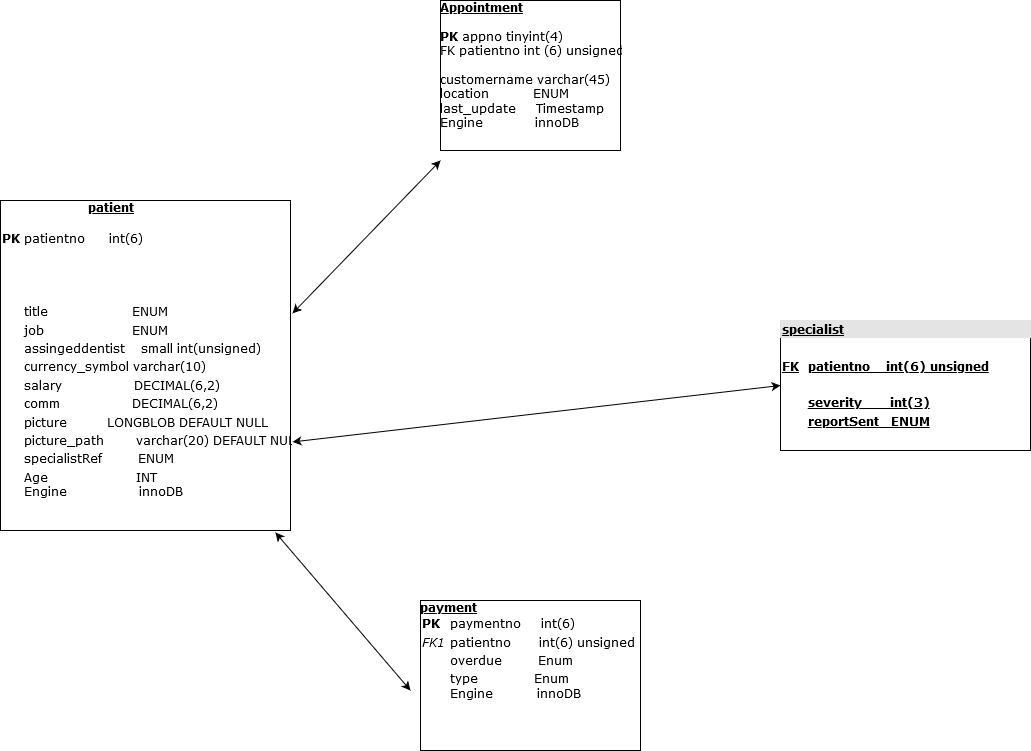 Appointment
PK appno tinyint(4)
FK patientno int (6) unsigned
customername varchar(45)
location ENUM
last_update Timestamp
Engine innoDB
patient
PK patientno int(6)
title ENUM
job ENUM
assingeddentist small int(unsigned)
currency_symbol varchar(10)
salary DECIMAL(6,2)
comm DECIMAL(6,2)
picture LONGBLOB DEFAULT NULL
picture_path varchar(20) DEFAULT NUL
specialistRef ENUM
Age INT
Engine innoDB
specialist
FK patientno int(6) unsigned
severity int(3)
reportSent ENUM
payment
PK paymentno int(6)
FK1 patientno int(6) unsigned
overdue Enum
type Enum
Engine innoDB